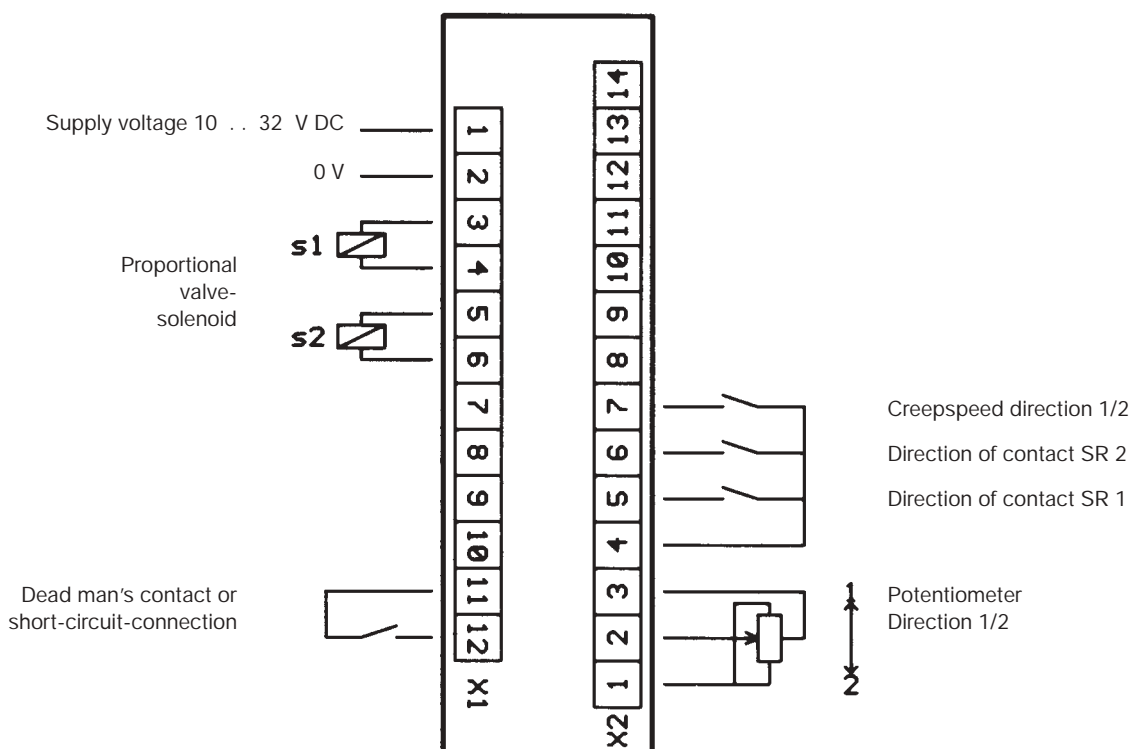 Supply voltage 10 . . 32 V DC
0 V
s1
Proportional
valve-
solenoid
s2
Dead man's contact or
short-circuit-connection
1
2
3
4
5
6
7
8
9
10
11
12
X1
14
13
12
11
10
9
8
7
6
5
4
3
2
1
X2
Creepspeed direction 1/2
Direction of contact SR 2
Direction of contact SR 1
1
2
Potentiometer
Direction 1/2